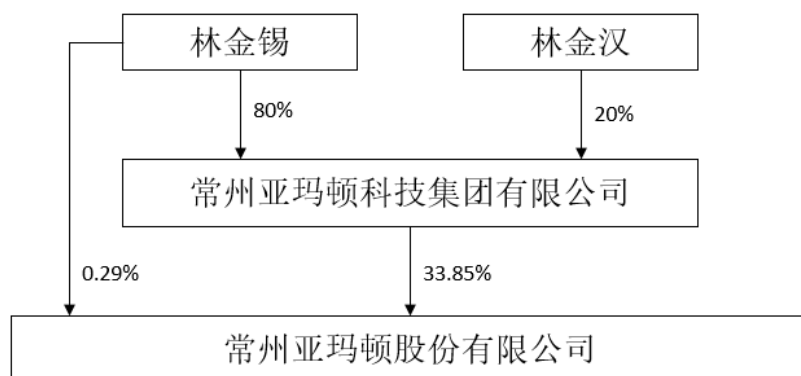 林金锡
林金汉
80%
20%
常州亚玛顿科技集团有限公司
0.29%
33.85%
常州亚玛顿股份有限公司